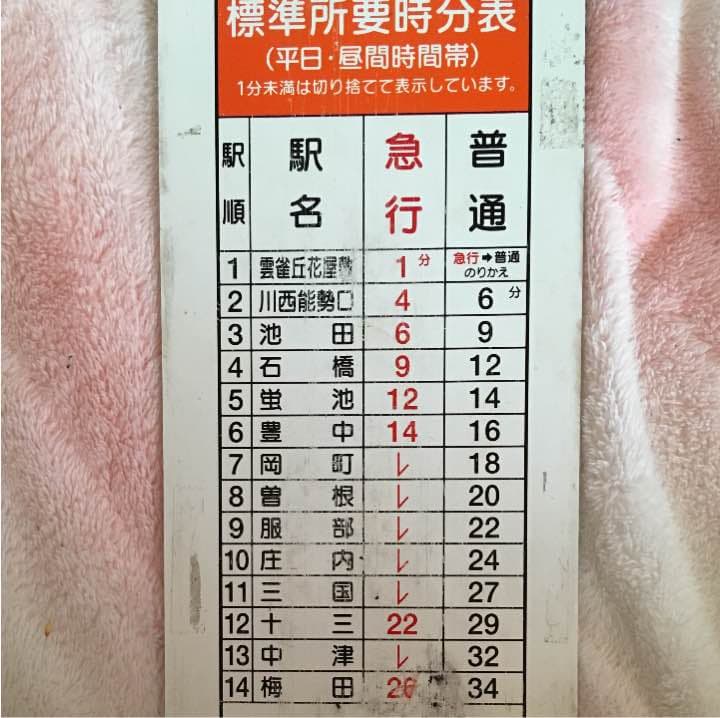 標準所要時分表
(平日・昼間時間帯)
1分未満は切り捨てて表示しています。
駅順 駅名 急行 普通
1 雲雀丘花屋敷 1分 急行➡普通のりかえ
2 川西能勢口 4 6分
3 池田 6 9
4 石橋 9 12
5 蛍池 12 14
6 豊中 14 16
7 岡町 レ 18
8 曽根 レ 20
9 服部 レ 22
10 庄内 レ 24
11 三国 レ 27
12 十三 22 29
13 中津 レ 32
14 梅田 26 34